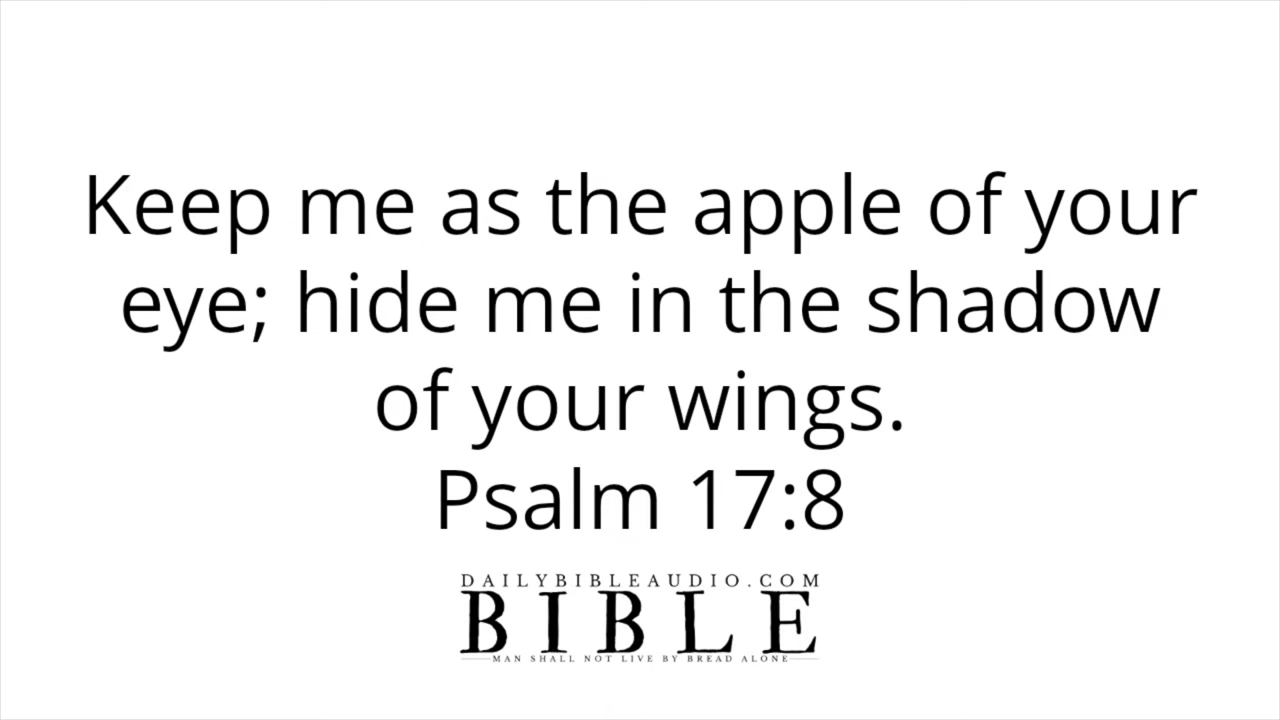 Keep me as the apple of your
eye; hide me in the shadow
of your wings.
Psalm 17:8
DAILYBIBLEAUDIO.COM
BIBLE
MAN SHALL NOT LIVE BY BREAD ALONE